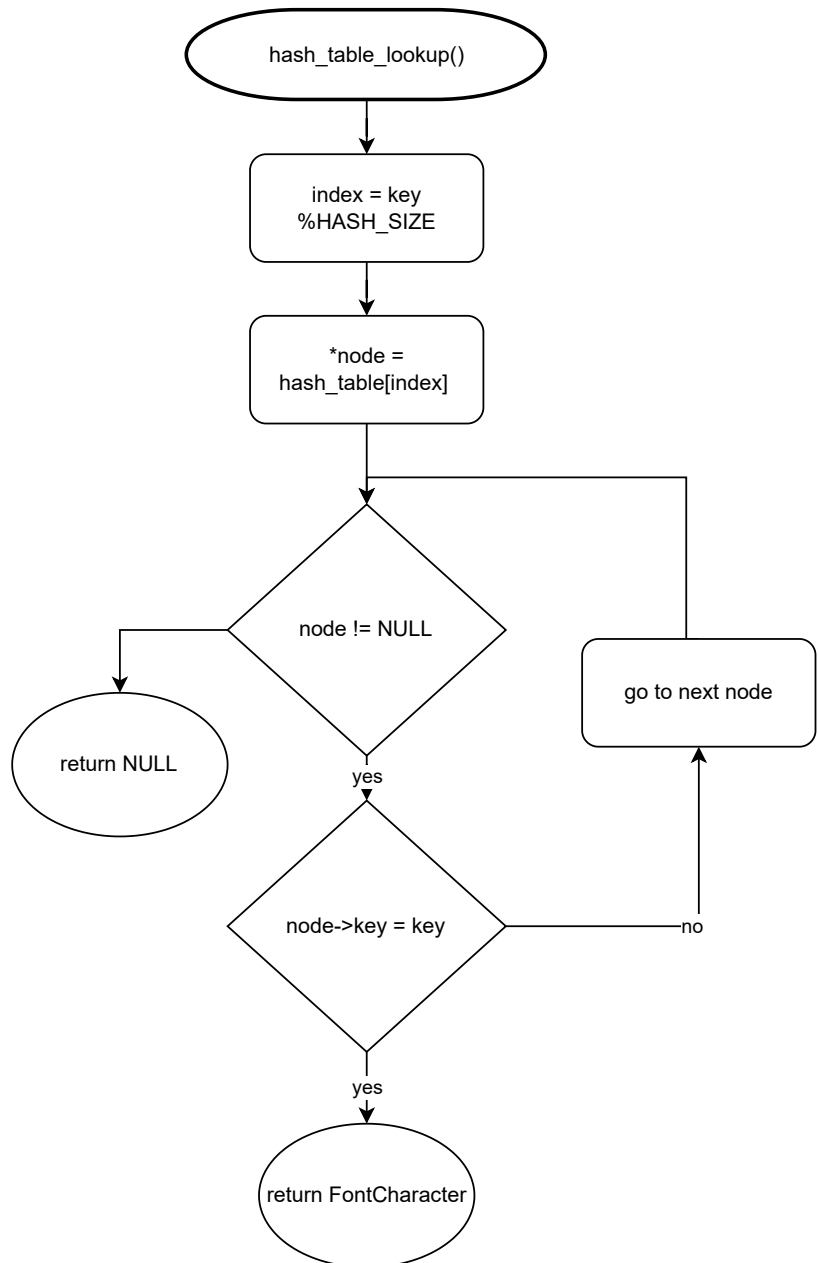 hash_table_lookup()
index = key
%HASH_SIZE
*node =
hash_table[index]
node != NULL
go to next node
return NULL
yes
node->key = key
no
yes
return FontCharacter